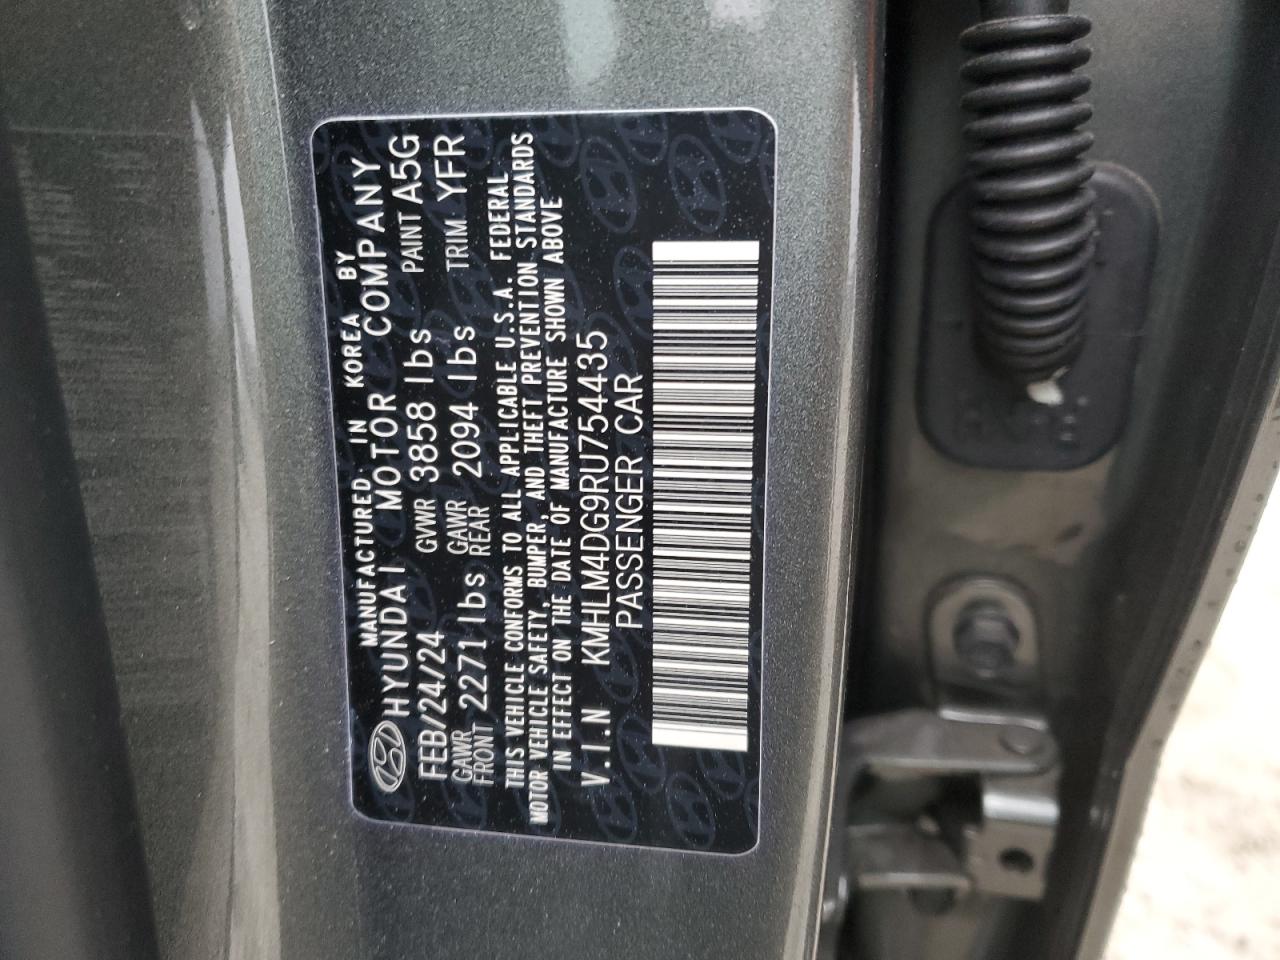 MANUFACTURED IN KOREA BY
HYUNDAI MOTOR COMPANY
FEB/24/24 GVWR 3858 lbs PAINT A5G
GAWR FRONT 2271 lbs GAWR REAR 2094 lbs TRIM YFR
THIS VEHICLE CONFORMS TO ALL APPLICABLE U.S.A. FEDERAL
MOTOR VEHICLE SAFETY, BUMPER, AND THEFT PREVENTION STANDARDS
IN EFFECT ON THE DATE OF MANUFACTURE SHOWN ABOVE
V.I.N KMHLM4DG9RU754435
PASSENGER CAR